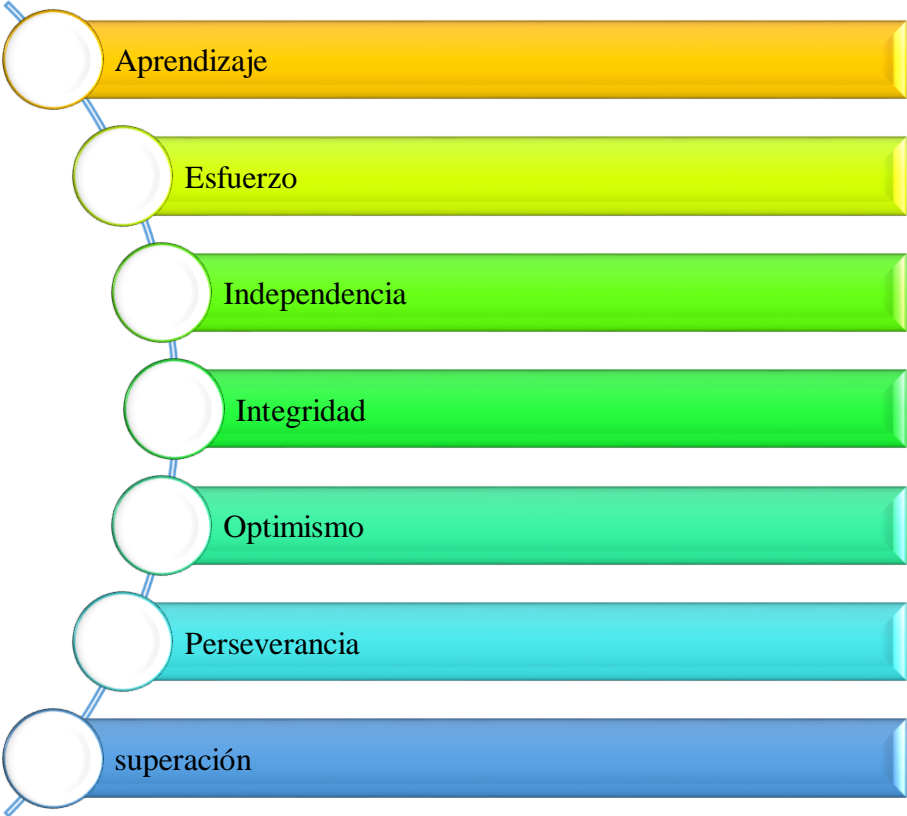 Aprendizaje
Esfuerzo
Independencia
Integridad
Optimismo
Perseverancia
superación